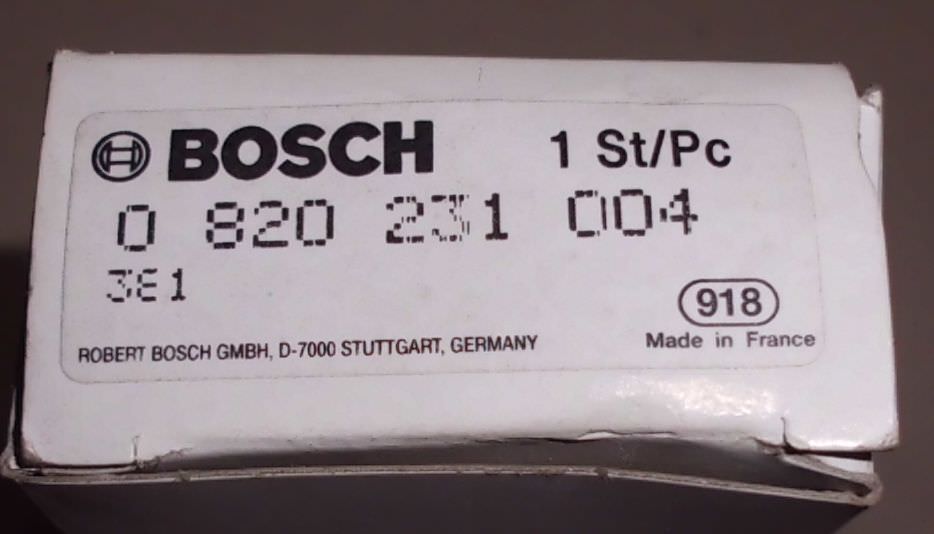 BOSCH 1 St/Pc
0 820 231 004
3E1
918
ROBERT BOSCH GMBH, D-7000 STUTTGART, GERMANY
Made in France